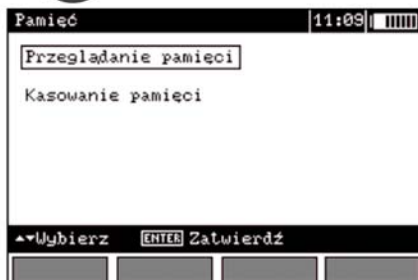 Pamięć 11:09
Przeglądanie pamięci
Kasowanie pamięci
▲▼Wybierz ENTER Zatwierdź